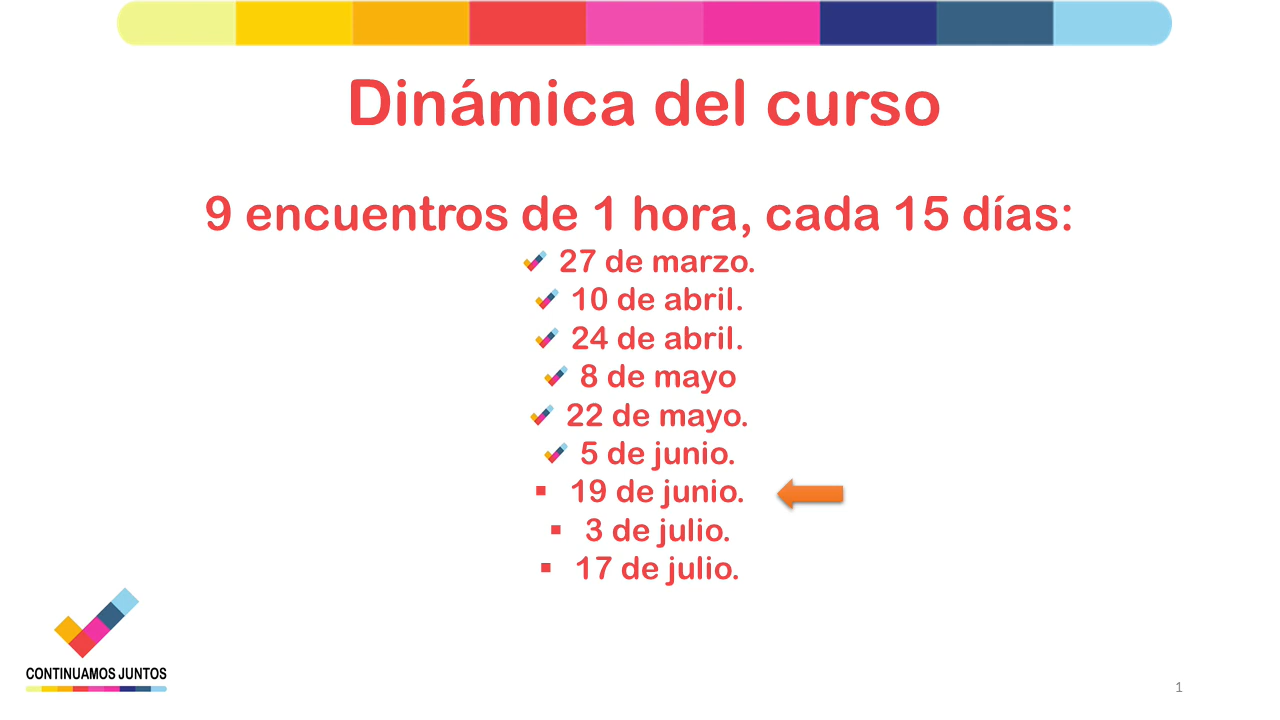 Dinámica del curso
9 encuentros de 1 hora, cada 15 días:
27 de marzo.
10 de abril.
24 de abril.
8 de mayo
22 de mayo.
5 de junio.
19 de junio.
3 de julio.
17 de julio.
CONTINUAMOS JUNTOS
1